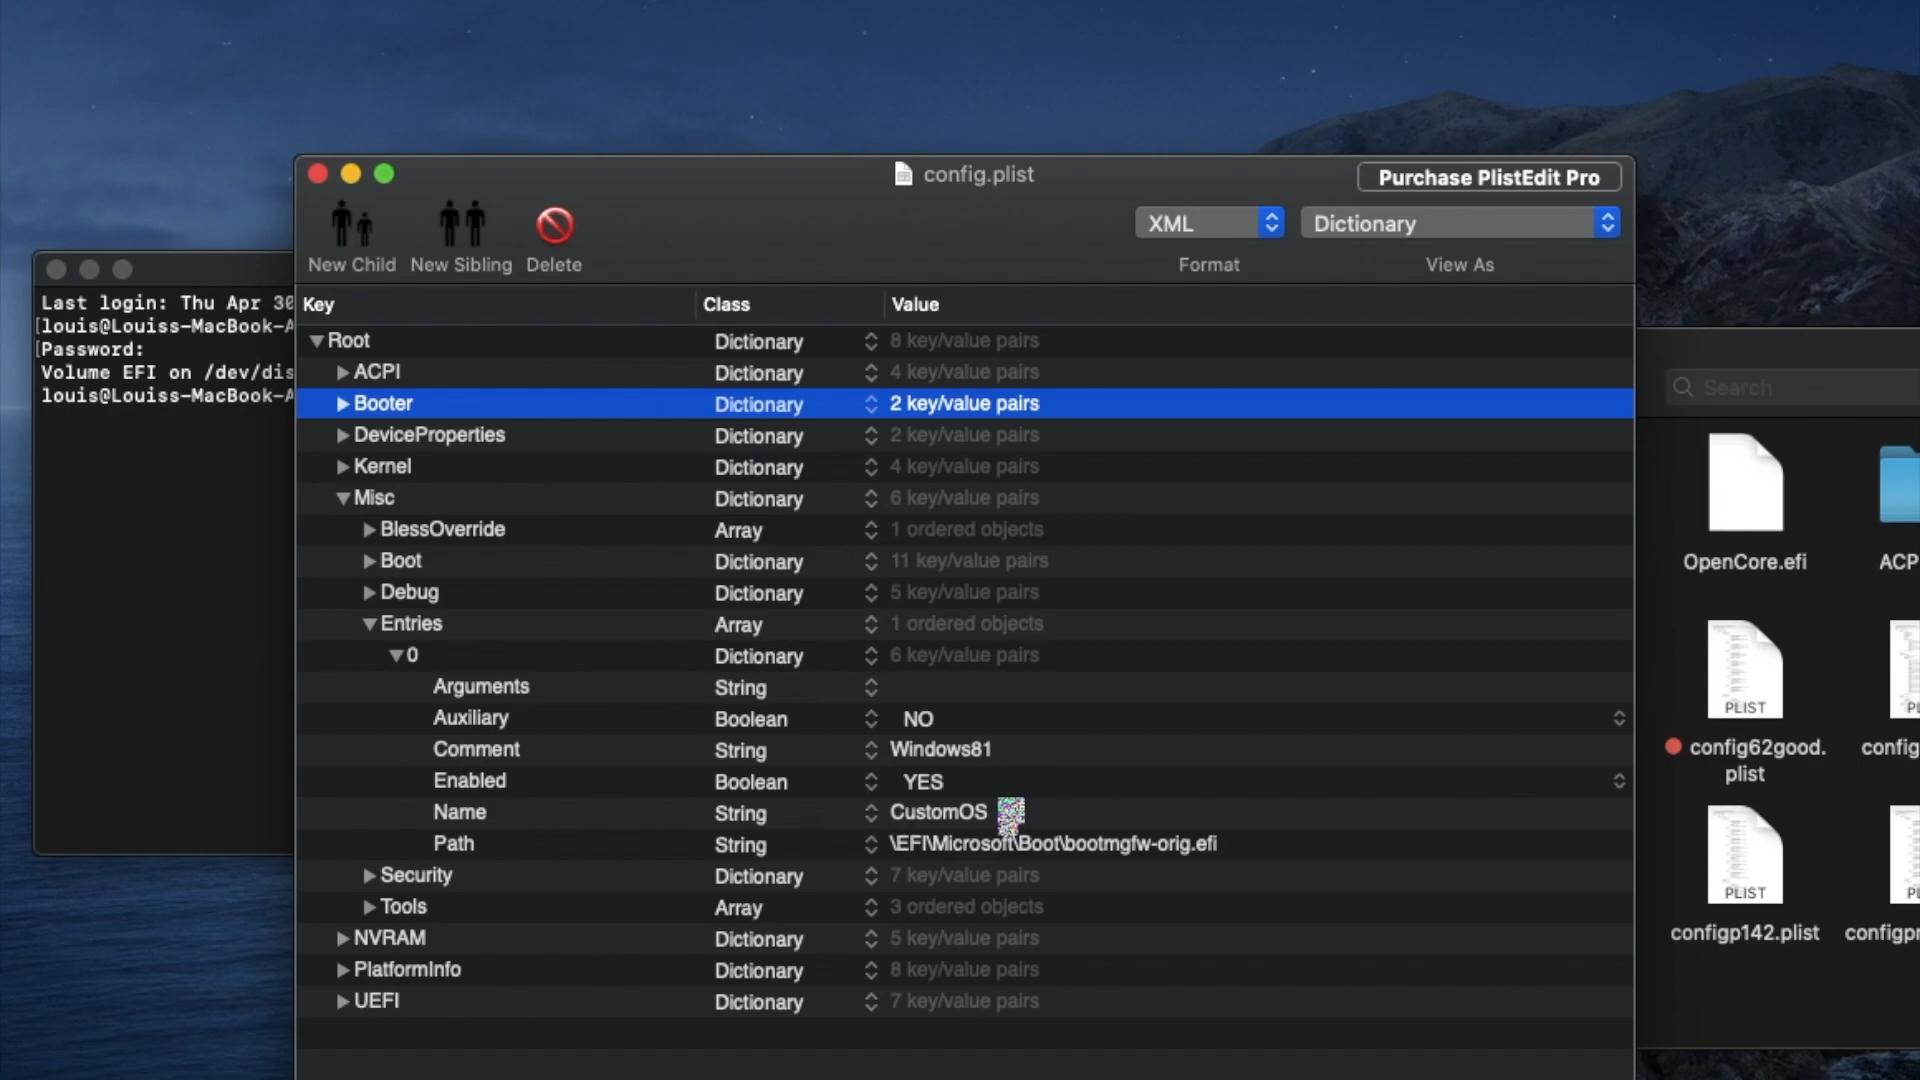 config.plist
Purchase PlistEdit Pro
XML
Dictionary
New Child
New Sibling
Delete
Format
View As
Last login: Thu Apr 30
[louis@Louiss-MacBook-A
[Password:
Volume EFI on /dev/dis
louis@Louiss-MacBook-A
Key Class Value
Root Dictionary 8 key/value pairs
ACPI Dictionary 4 key/value pairs
Booter Dictionary 2 key/value pairs
DeviceProperties Dictionary 2 key/value pairs
Kernel Dictionary 4 key/value pairs
Misc Dictionary 6 key/value pairs
BlessOverride Array 1 ordered objects
Boot Dictionary 11 key/value pairs
Debug Dictionary 5 key/value pairs
Entries Array 1 ordered objects
0 Dictionary 6 key/value pairs
Arguments String
Auxiliary Boolean NO
Comment String Windows81
Enabled Boolean YES
Name String CustomOS
Path String \EFI\Microsoft\Boot\bootmgfw-orig.efi
Security Dictionary 7 key/value pairs
Tools Array 3 ordered objects
NVRAM Dictionary 5 key/value pairs
PlatformInfo Dictionary 8 key/value pairs
UEFI Dictionary 7 key/value pairs
Search
OpenCore.efi
ACP
PLIST
PL
config62good.
plist
config
PLIST
PL
configp142.plist
configpr